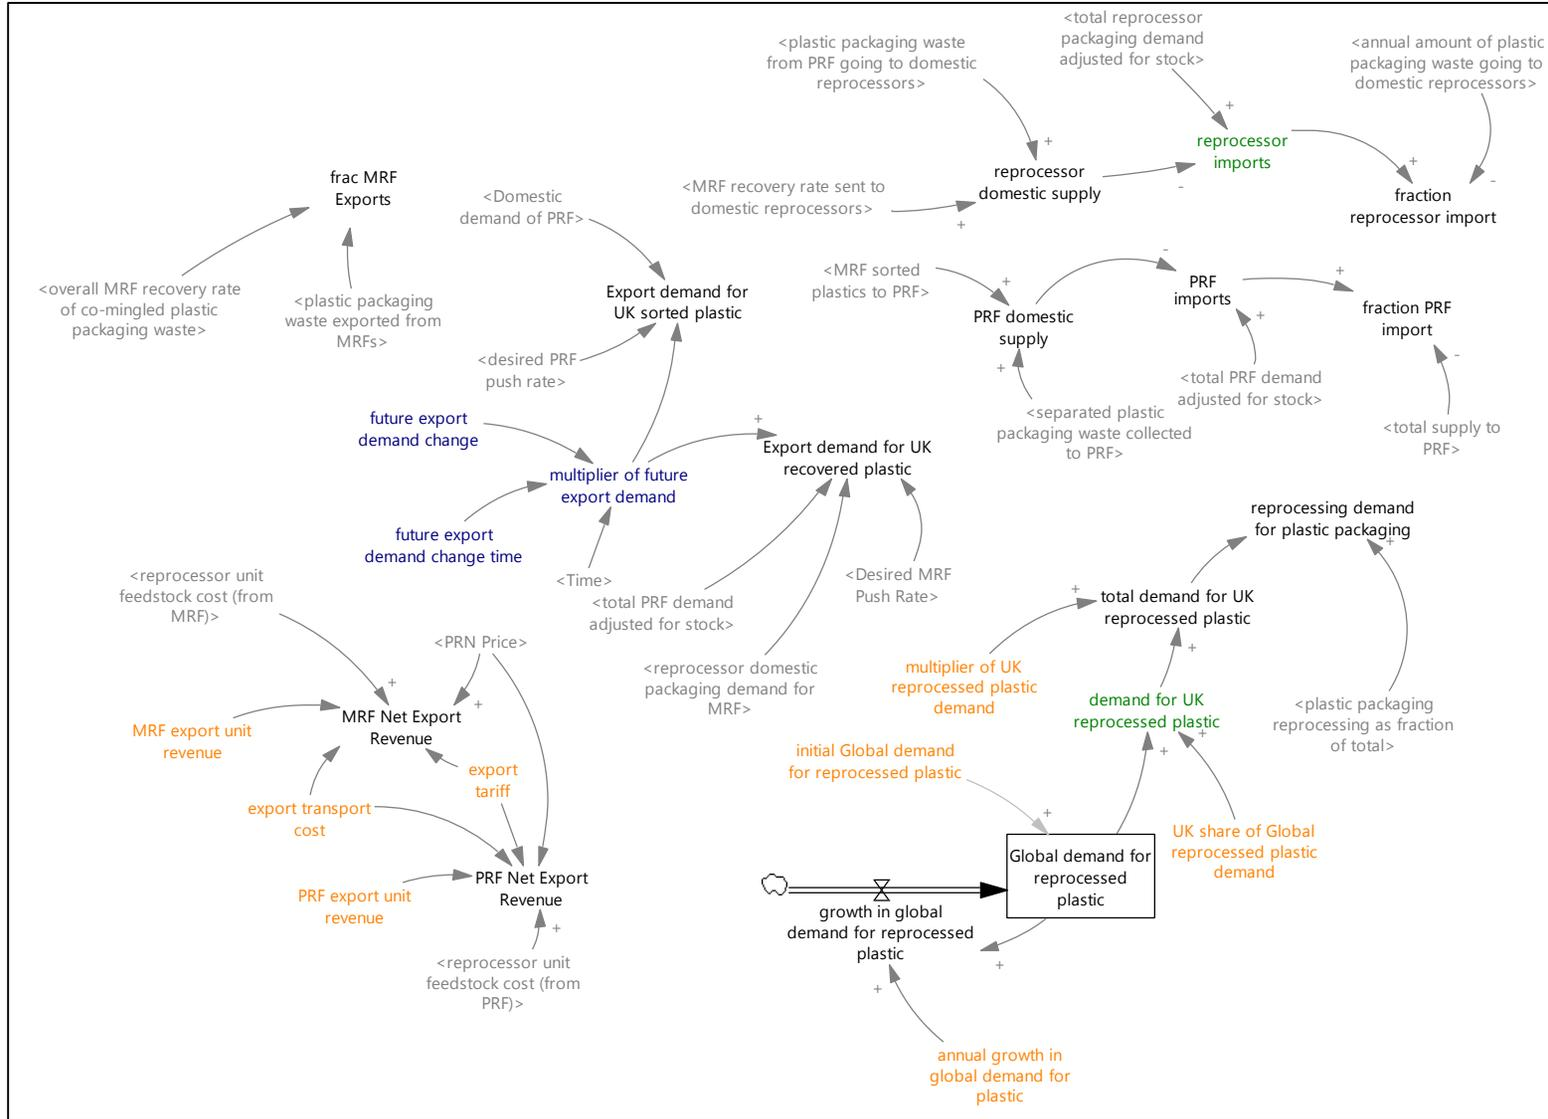 <total reprocessor
packaging demand
adjusted for stock>
<plastic packaging waste
from PRF going to domestic
reprocessors>
<annual amount of plastic
packaging waste going to
domestic reprocessors>
+
+
reprocessor
imports
+
-
frac MRF
Exports
<Domestic
demand of PRF>
<MRF recovery rate sent to
domestic reprocessors>
+
reprocessor
domestic supply
-
fraction
reprocessor import
<overall MRF recovery rate
of co-mingled plastic
packaging waste>
<plastic packaging
waste exported from
MRFs>
Export demand for
UK sorted plastic
<MRF sorted
plastics to PRF>
+
PRF domestic
supply
-
PRF
imports
+
fraction PRF
import
<desired PRF
push rate>
+
+
-
<total PRF demand
adjusted for stock>
<separated plastic
packaging waste collected
to PRF>
<total supply to
PRF>
future export
demand change
multiplier of future
export demand
+
Export demand for UK
recovered plastic
future export
demand change time
<Time>
<total PRF demand
adjusted for stock>
<Desired MRF
Push Rate>
reprocessing demand
for plastic packaging
+
<reprocessor unit
feedstock cost (from
MRF)>
<PRN Price>
<reprocessor domestic
packaging demand for
MRF>
+
total demand for UK
reprocessed plastic
multiplier of UK
reprocessed plastic
demand
+
demand for UK
reprocessed plastic
<plastic packaging
reprocessing as fraction
of total>
+
+
MRF export unit
revenue
MRF Net Export
Revenue
export
tariff
export transport
cost
initial Global demand
for reprocessed plastic
+
+
+
UK share of Global
reprocessed plastic
demand
Global demand for
reprocessed
plastic
PRF export unit
revenue
PRF Net Export
Revenue
+
<reprocessor unit
feedstock cost (from
PRF)>
growth in global
demand for reprocessed
plastic
+
+
annual growth in
global demand for
plastic